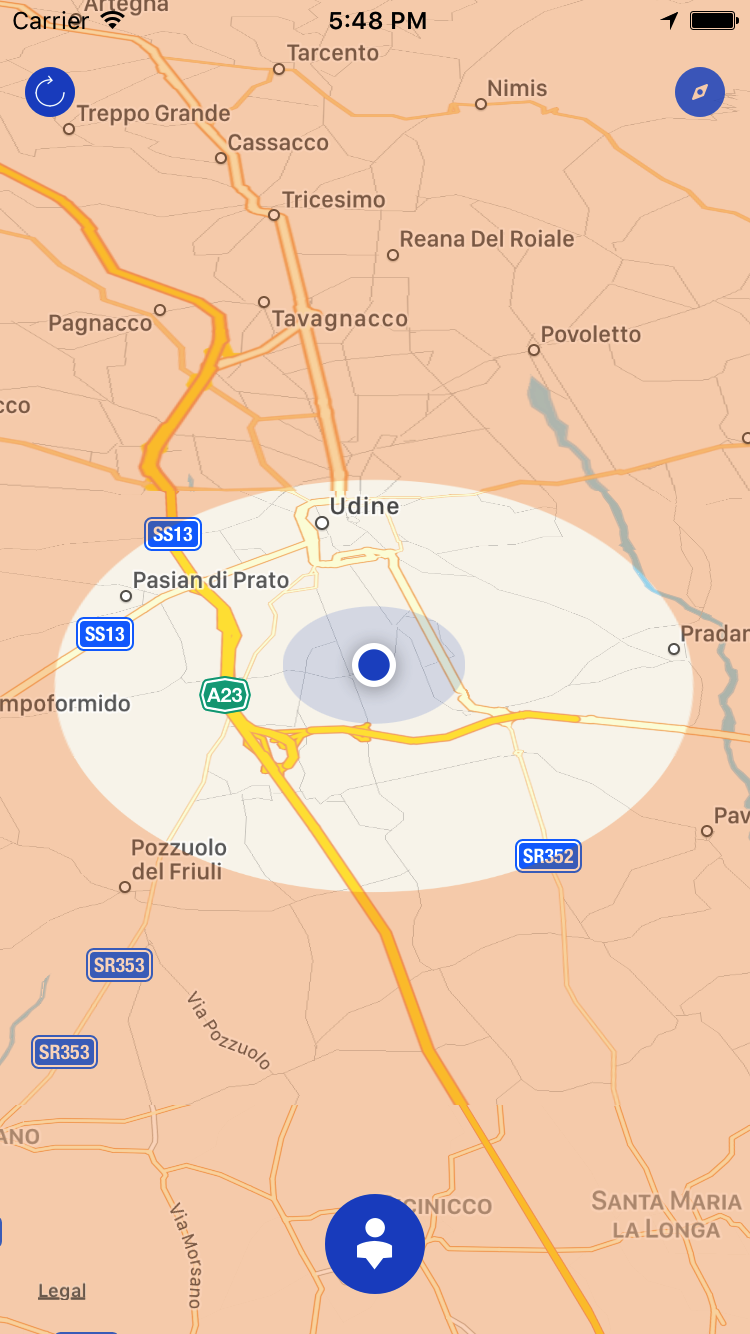 Artegna
Carrier
5:48 PM
Tarcento
Nimis
Treppo Grande
Cassacco
Tricesimo
Reana Del Roiale
Pagnacco
Tavagnacco
Povoletto
cco
Udine
SS13
Pasian di Prato
SS13
Pradar
A23
mpoformido
Pav
Pozzuolo
del Friuli
SR352
SR353
Via Pozzuolo
SR353
ANO
CINICCO
SANTA MARIA
LA LONGA
Via Morsano
Legal